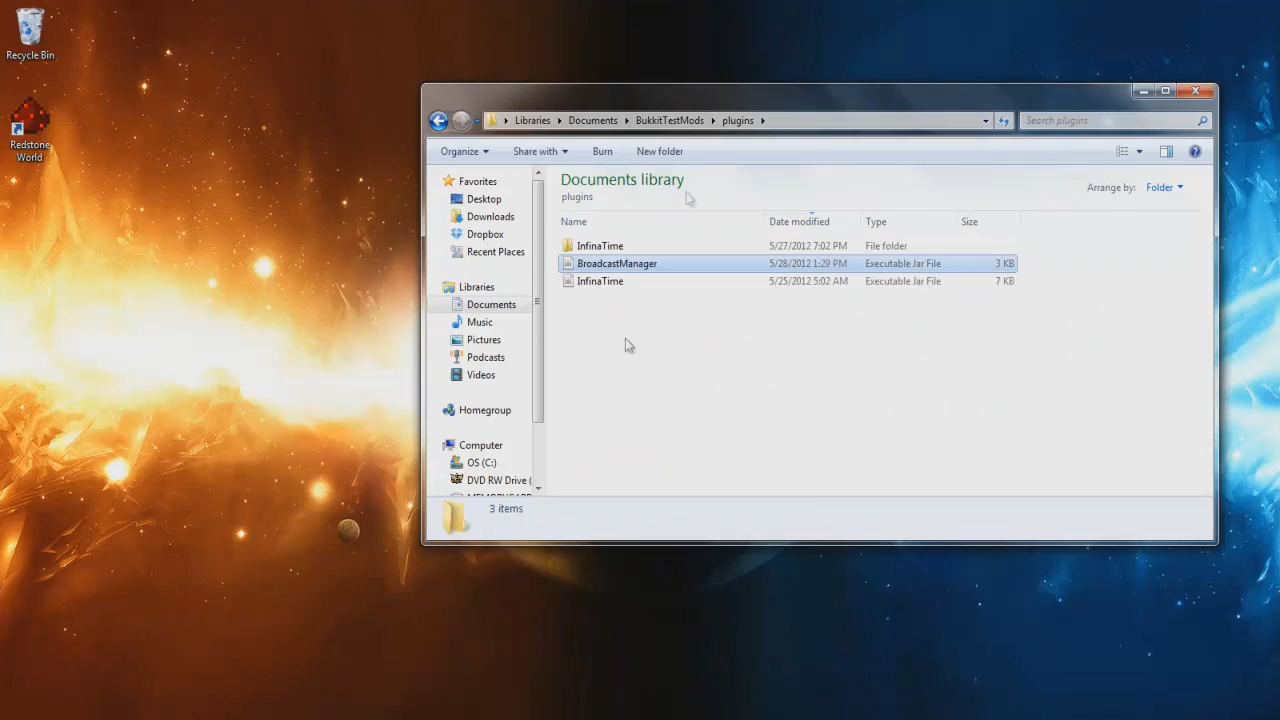 Recycle Bin
Redstone
World
Libraries Documents BukkitTestMods plugins
Search plugins
Organize Share with Burn New folder
Documents library
plugins
Arrange by: Folder
Name Date modified Type Size
InfinaTime 5/27/2012 7:02 PM File folder
BroadcastManager 5/28/2012 1:29 PM Executable Jar File 3 KB
InfinaTime 5/25/2012 5:02 AM Executable Jar File 7 KB
Favorites
Desktop
Downloads
Dropbox
Recent Places
Libraries
Documents
Music
Pictures
Podcasts
Videos
Homegroup
Computer
OS (C:)
DVD RW Drive (
3 items